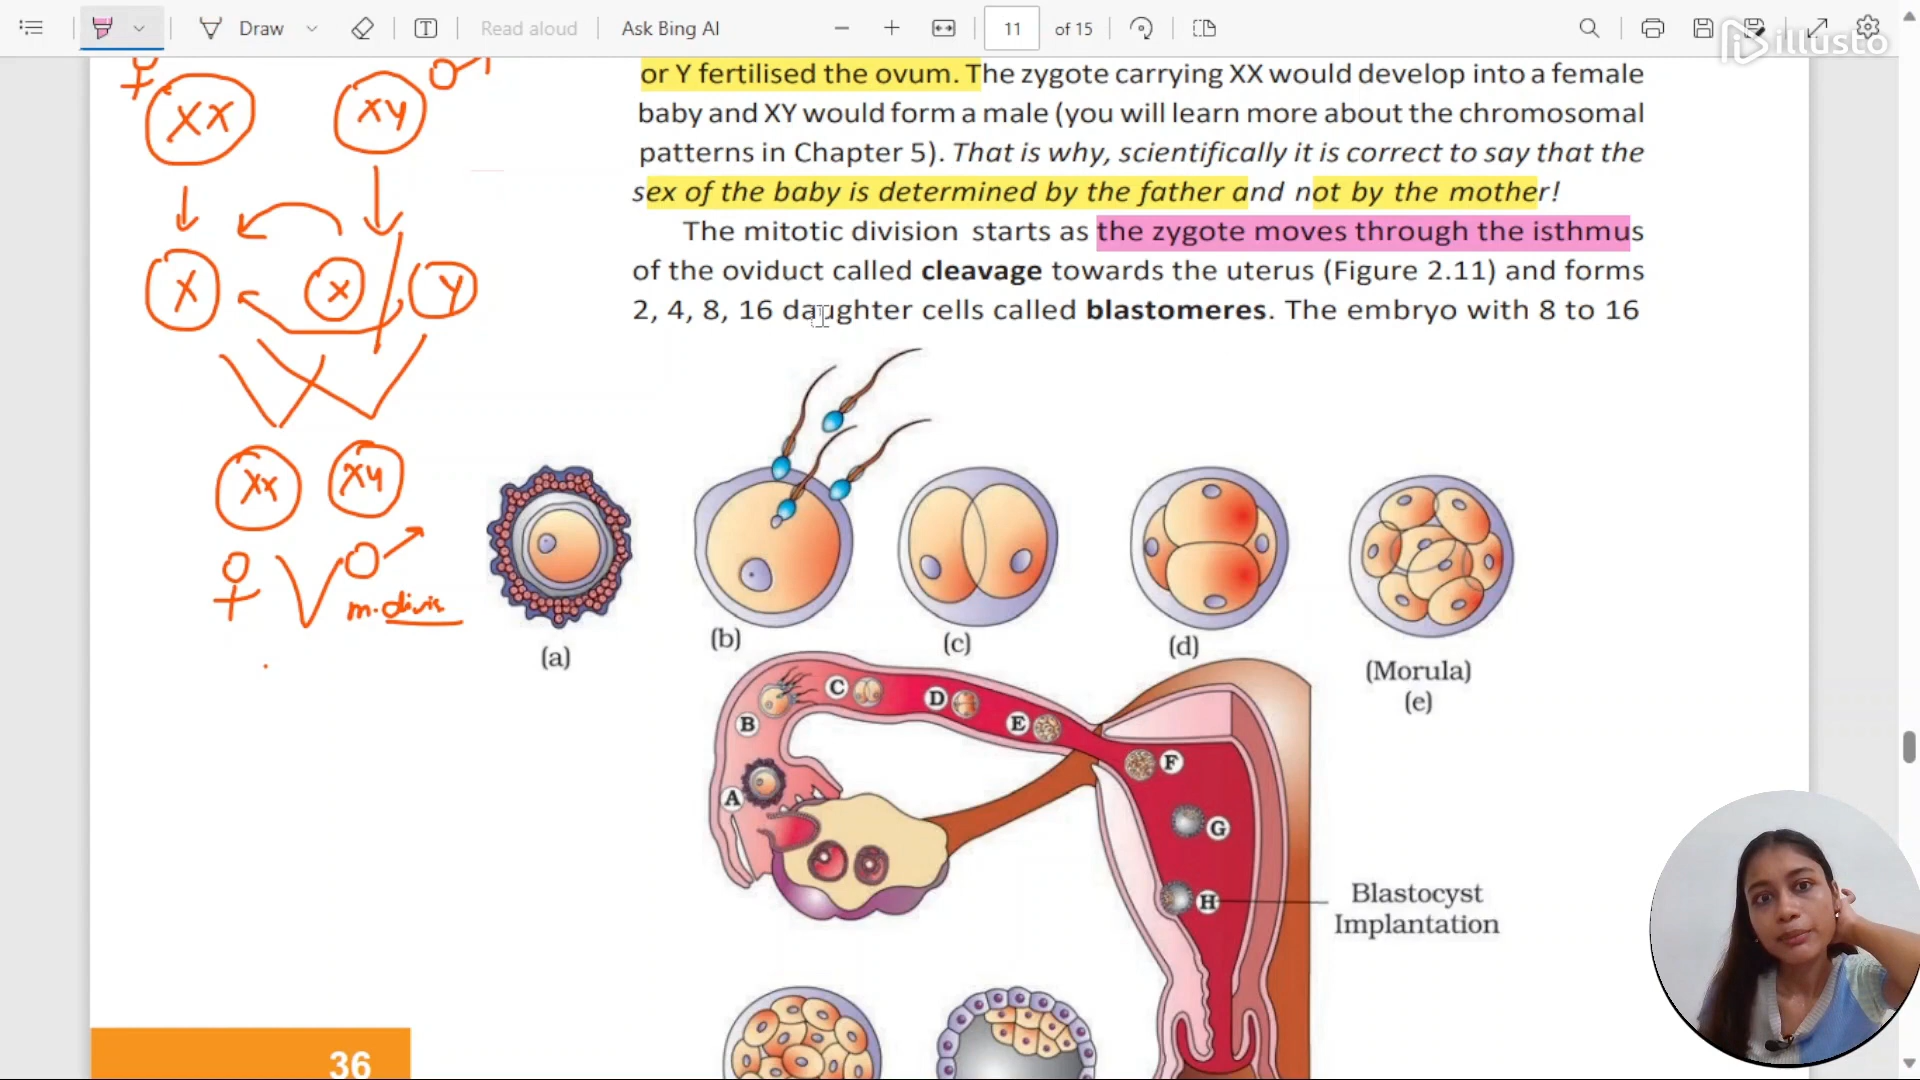 Draw
T
Read aloud
Ask Bing AI
11
of 15
illusto
XX
XY
X
X
Y
XX
XY
m. divis
or Y fertilised the ovum. The zygote carrying XX would develop into a female
baby and XY would form a male (you will learn more about the chromosomal
patterns in Chapter 5). That is why, scientifically it is correct to say that the
sex of the baby is determined by the father and not by the mother!
The mitotic division starts as the zygote moves through the isthmus
of the oviduct called cleavage towards the uterus (Figure 2.11) and forms
2, 4, 8, 16 daughter cells called blastomeres. The embryo with 8 to 16
(a)
(b)
(c)
(d)
(Morula)
(e)
A
B
C
D
E
F
G
H
Blastocyst
Implantation
36